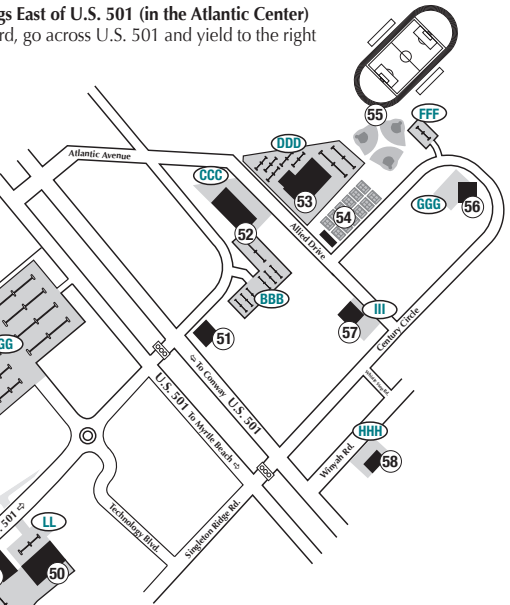 gs East of U.S. 501 (in the Atlantic Center)
rd, go across U.S. 501 and yield to the right
55
FFF
DDD
Atlantic Avenue
CCC
53
54
GGG
56
52
Allied Drive
BBB
III
57
51
Century Circle
GG
⇦ To Conway
U.S. 501
U.S. 501
To Myrtle Beach ⇨
HHH
Winyah Rd.
58
Singleton Ridge Rd.
Technology Blvd.
501 ⇨
LL
50